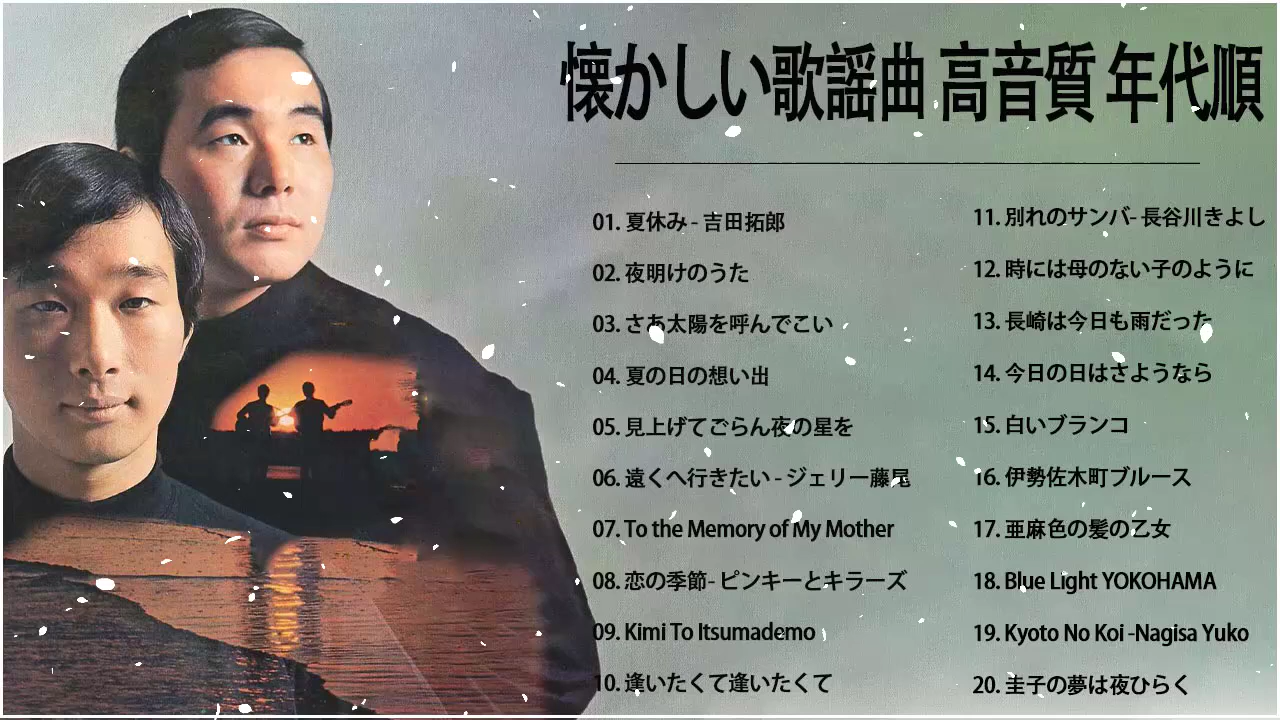 懐かしい歌謡曲 高音質 年代順
01. 夏休み - 吉田拓郎
02. 夜明けのうた
03. さあ太陽を呼んでこい
04. 夏の日の想い出
05. 見上げてごらん夜の星を
06. 遠くへ行きたい - ジェリー藤尾
07. To the Memory of My Mother
08. 恋の季節- ピンキーとキラーズ
09. Kimi To Itsumademo
10. 逢いたくて逢いたくて
11. 別れのサンバ- 長谷川きよし
12. 時には母のない子のように
13. 長崎は今日も雨だった
14. 今日の日はさようなら
15. 白いブランコ
16. 伊勢佐木町ブルース
17. 亜麻色の髪の乙女
18. Blue Light YOKOHAMA
19. Kyoto No Koi -Nagisa Yuko
20. 圭子の夢は夜ひらく